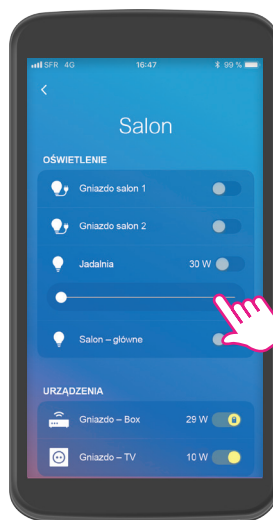 SFR 4G 16:47 99 %
Salon
OŚWIETLENIE
Gniazdo salon 1
Gniazdo salon 2
Jadalnia 30 W
Salon – główne
URZĄDZENIA
Gniazdo – Box 29 W
Gniazdo – TV 10 W